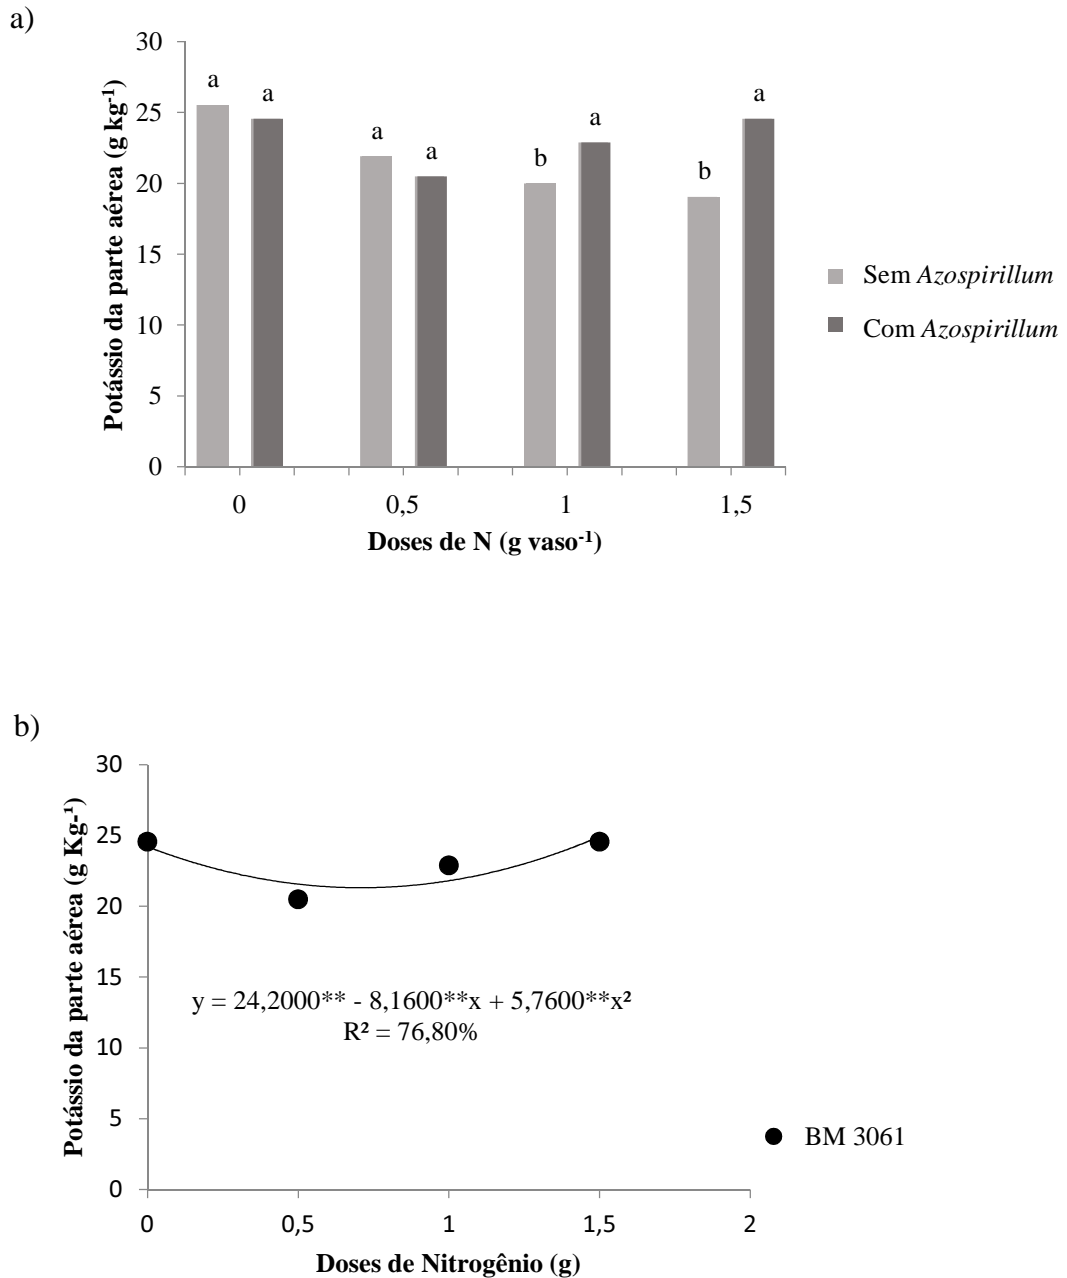 a)
30
25
20
15
10
5
0
Potássio da parte aérea (g kg⁻¹)
a a a a b a b a
0 0,5 1 1,5
Doses de N (g vaso⁻¹)
Sem Azospirillum
Com Azospirillum
b)
30
25
20
15
10
5
0
Potássio da parte aérea (g Kg-¹)
y = 24,2000** - 8,1600**x + 5,7600**x²
R² = 76,80%
BM 3061
0 0,5 1 1,5 2
Doses de Nitrogênio (g)